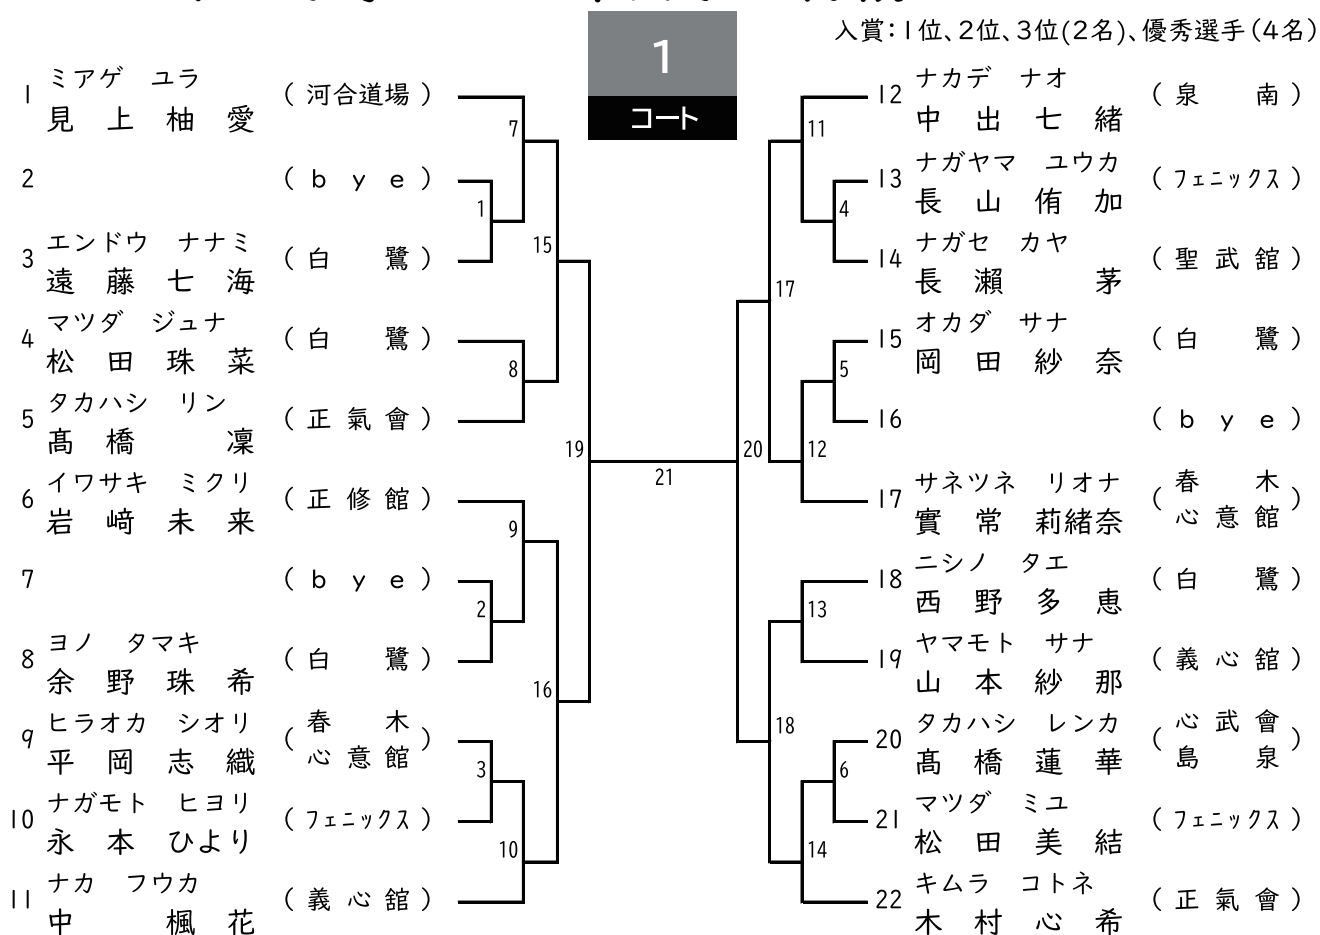 入賞:1位、2位、3位(2名)、優秀選手(4名)
1
コート
1 ミアゲ ユラ
見上柚愛 (河合道場)
2 (bye)
3 エンドウ ナナミ
遠藤七海 (白鷺)
4 マツダ ジュナ
松田珠菜 (白鷺)
5 タカハシ リン
髙橋凜 (正氣會)
6 イワサキ ミクリ
岩﨑未来 (正修館)
7 (bye)
8 ヨノ タマキ
余野珠希 (白鷺)
9 ヒラオカ シオリ
平岡志織 (春木
心意館)
10 ナガモト ヒヨリ
永本ひより (フェニックス)
11 ナカ フウカ
中楓花 (義心舘)
7
1
15
8
19
9
2
16
3
10
21
11
4
17
5
20
12
13
18
6
14
12 ナカデ ナオ
中出七緒 (泉南)
13 ナガヤマ ユウカ
長山侑加 (フェニックス)
14 ナガセ カヤ
長瀬茅 (聖武舘)
15 オカダ サナ
岡田紗奈 (白鷺)
16 (bye)
17 サネツネ リオナ
實常莉緒奈 (春木
心意館)
18 ニシノ タエ
西野多恵 (白鷺)
19 ヤマモト サナ
山本紗那 (義心舘)
20 タカハシ レンカ
髙橋蓮華 (心武會
島泉)
21 マツダ ミユ
松田美結 (フェニックス)
22 キムラ コトネ
木村心希 (正氣會)